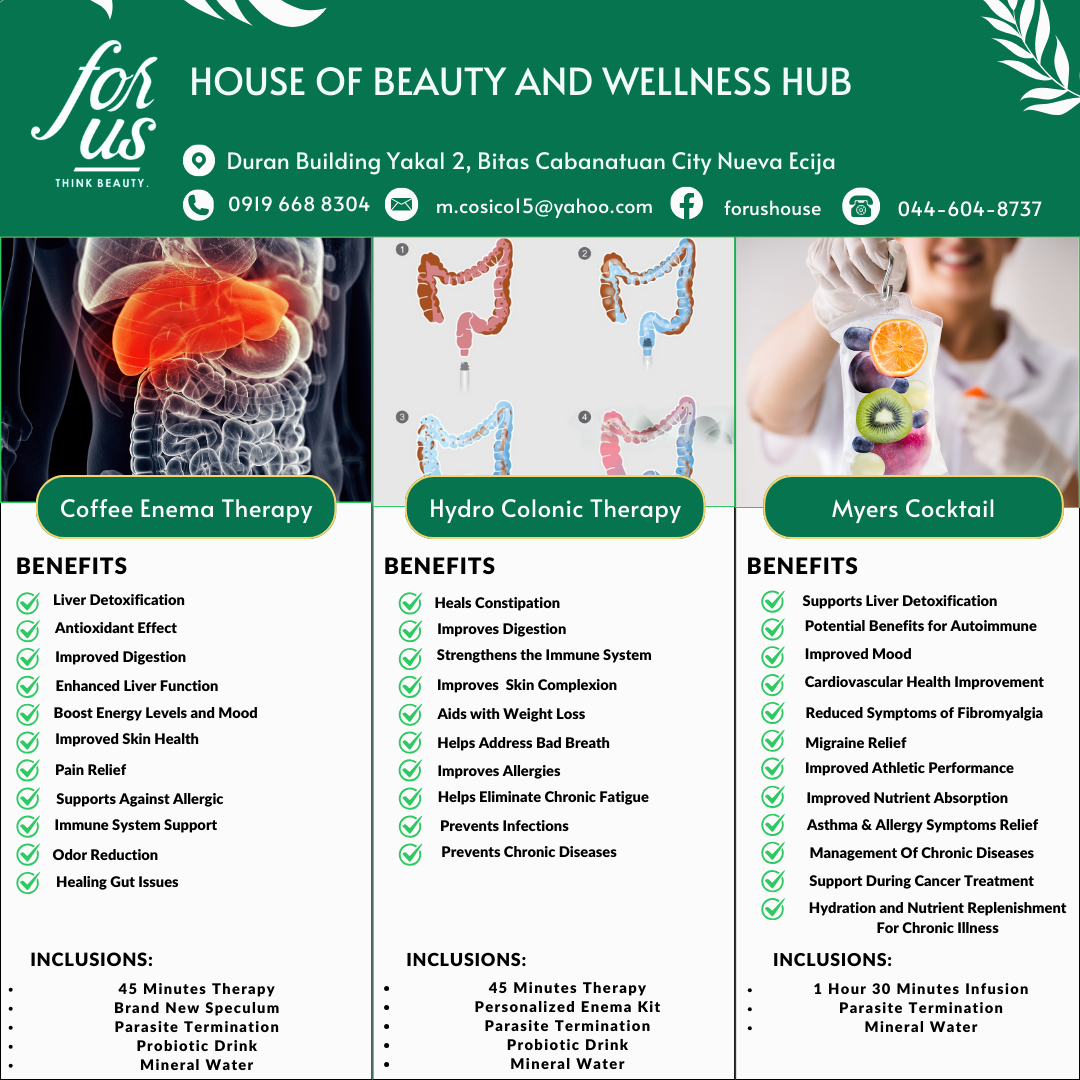 for
us
THINK BEAUTY.
HOUSE OF BEAUTY AND WELLNESS HUB
Duran Building Yakal 2, Bitas Cabanatuan City Nueva Ecija
0919 668 8304
m.cosico15@yahoo.com
forushouse
044-604-8737
1
2
3
4
Coffee Enema Therapy
BENEFITS
Liver Detoxification
Antioxidant Effect
Improved Digestion
Enhanced Liver Function
Boost Energy Levels and Mood
Improved Skin Health
Pain Relief
Supports Against Allergic
Immune System Support
Odor Reduction
Healing Gut Issues
INCLUSIONS:
• 45 Minutes Therapy
• Brand New Speculum
• Parasite Termination
• Probiotic Drink
• Mineral Water
Hydro Colonic Therapy
BENEFITS
Heals Constipation
Improves Digestion
Strengthens the Immune System
Improves Skin Complexion
Aids with Weight Loss
Helps Address Bad Breath
Improves Allergies
Helps Eliminate Chronic Fatigue
Prevents Infections
Prevents Chronic Diseases
INCLUSIONS:
• 45 Minutes Therapy
• Personalized Enema Kit
• Parasite Termination
• Probiotic Drink
• Mineral Water
Myers Cocktail
BENEFITS
Supports Liver Detoxification
Potential Benefits for Autoimmune
Improved Mood
Cardiovascular Health Improvement
Reduced Symptoms of Fibromyalgia
Migraine Relief
Improved Athletic Performance
Improved Nutrient Absorption
Asthma & Allergy Symptoms Relief
Management Of Chronic Diseases
Support During Cancer Treatment
Hydration and Nutrient Replenishment
For Chronic Illness
INCLUSIONS:
• 1 Hour 30 Minutes Infusion
• Parasite Termination
• Mineral Water